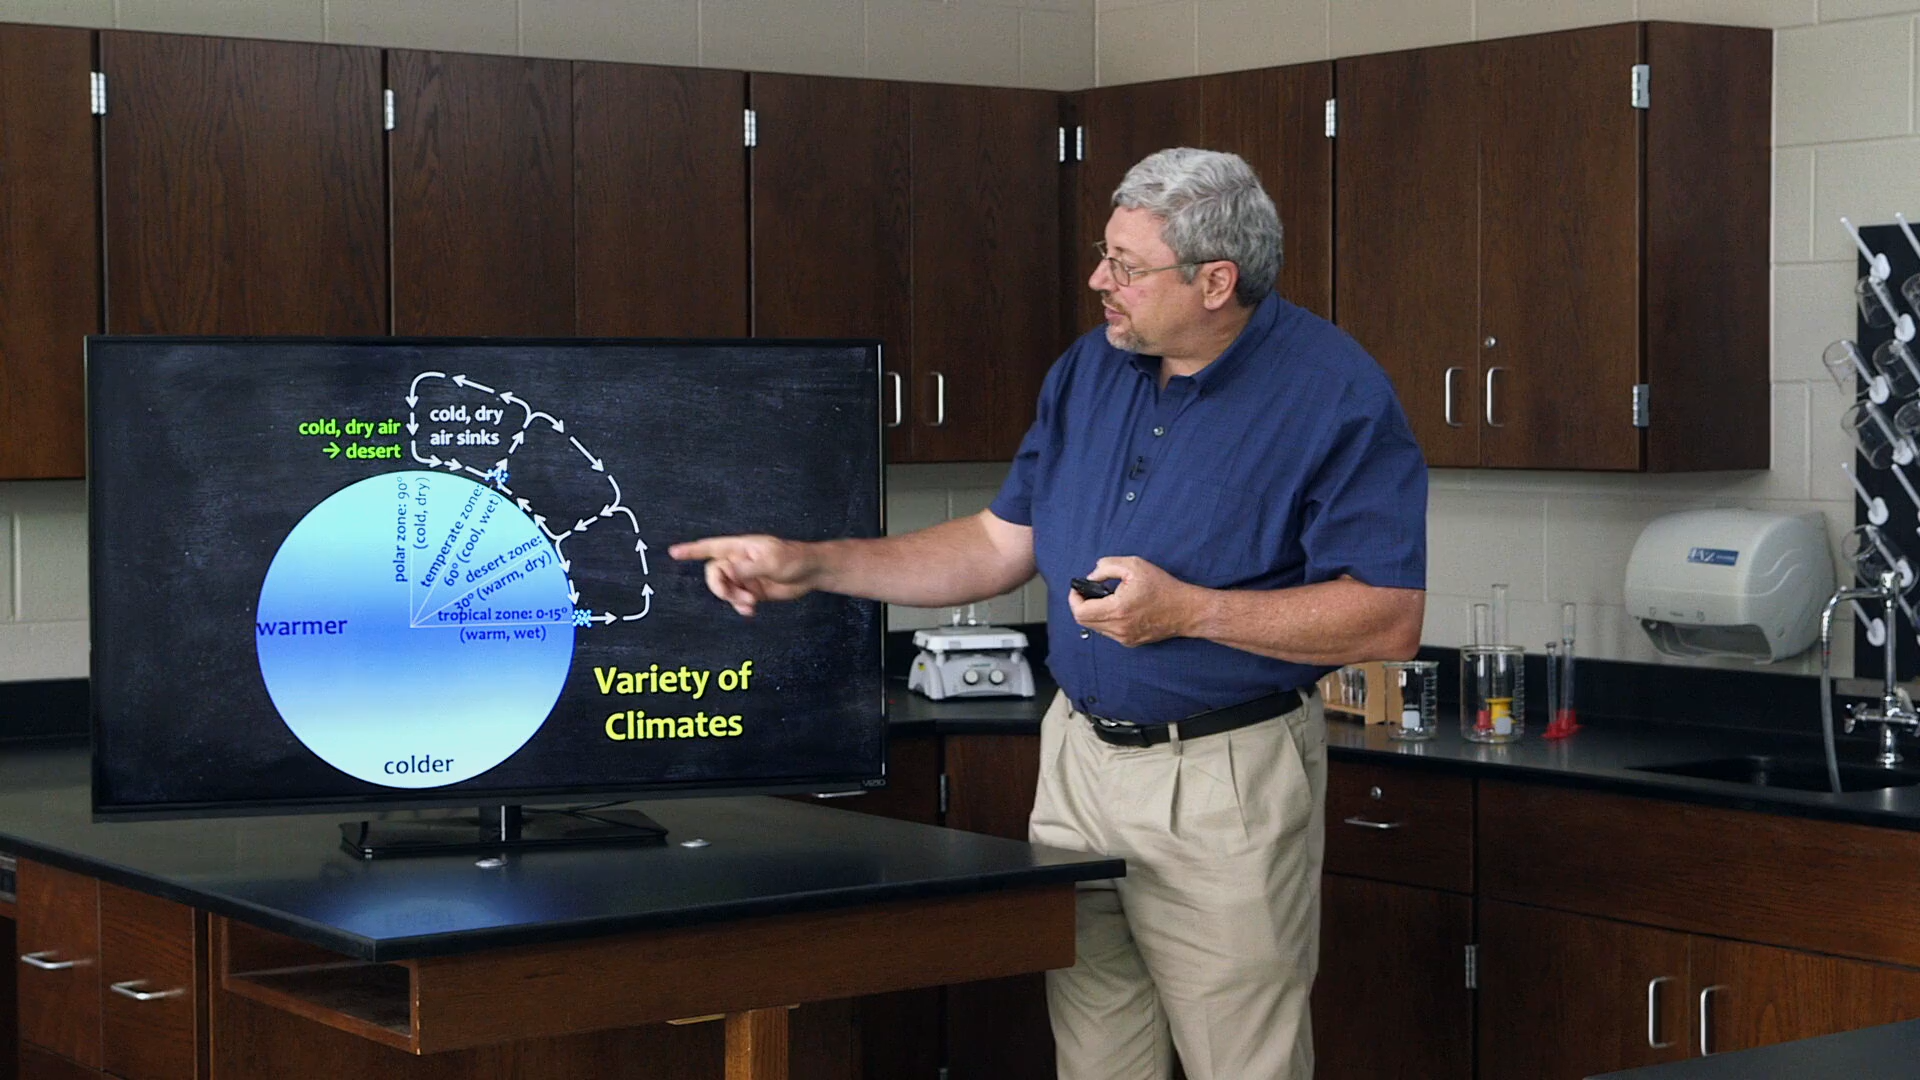 cold, dry
air sinks
cold, dry air
→ desert
polar zone: 90°
(cold, dry)
temperate zone:
60° (cool, wet)
desert zone:
30° (warm, dry)
tropical zone: 0-15°
(warm, wet)
warmer
colder
Variety of
Climates
VIZIO